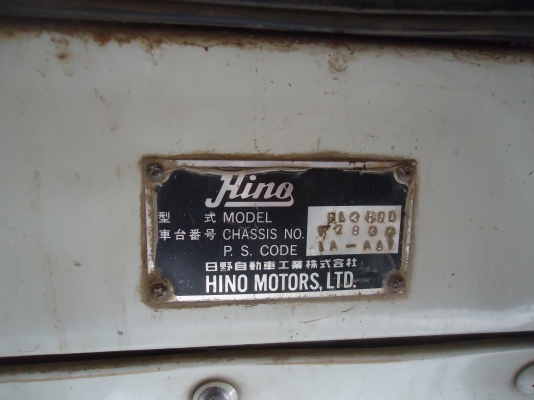 Hino
型 式 MODEL
車台番号 CHASSIS NO.
P. S. CODE
日野自動車工業株式会社
HINO MOTORS, LTD.